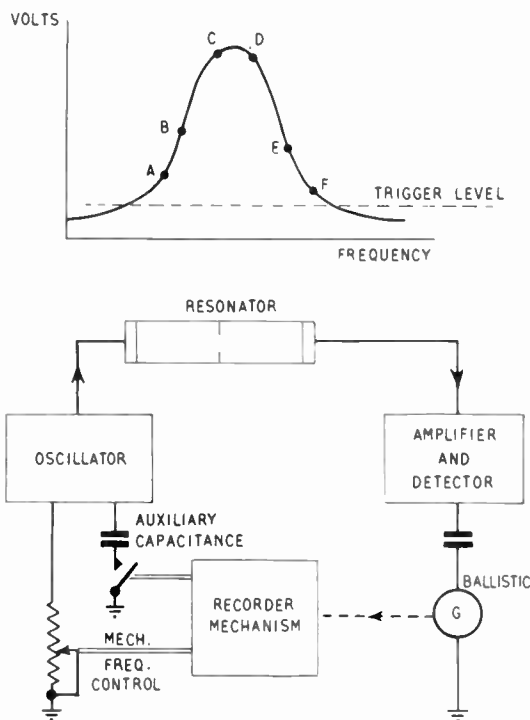 VOLTS
C
D
B
A
E
F
TRIGGER LEVEL
FREQUENCY
RESONATOR
OSCILLATOR
AMPLIFIER
AND
DETECTOR
AUXILIARY
CAPACITANCE
BALLISTIC
G
RECORDER
MECHANISM
MECH.
FREQ.
CONTROL